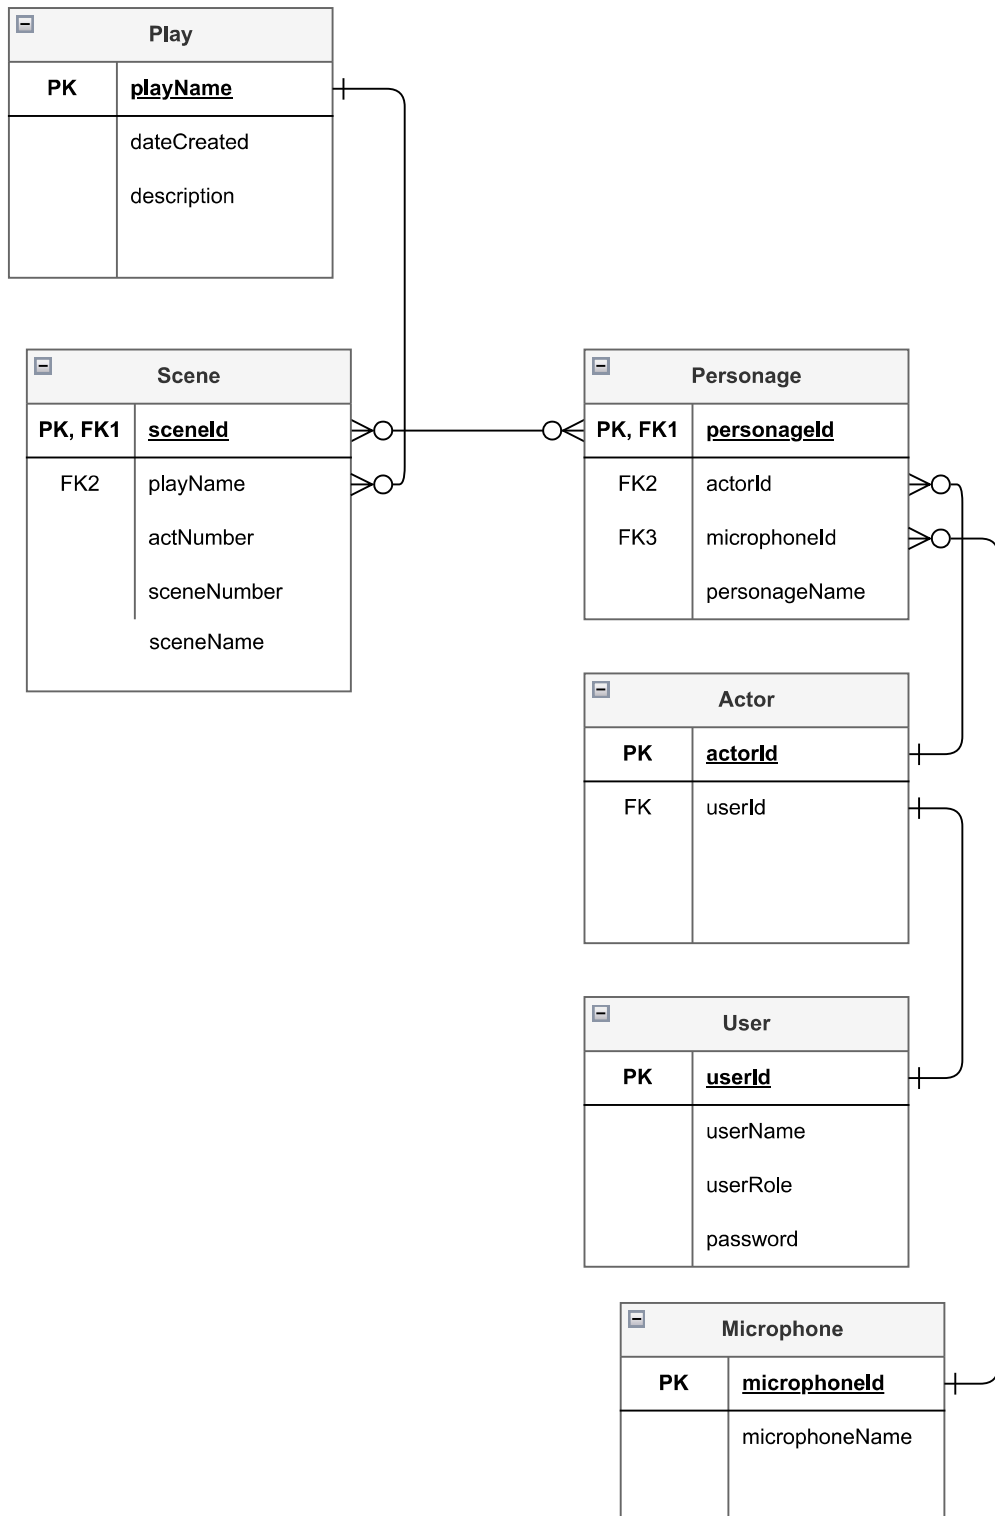 Play
PK playName
dateCreated
description
Scene
PK, FK1 sceneId
FK2 playName
actNumber
sceneNumber
sceneName
Personage
PK, FK1 personageId
FK2 actorId
FK3 microphoneId
personageName
Actor
PK actorId
FK userId
User
PK userId
userName
userRole
password
Microphone
PK microphoneId
microphoneName